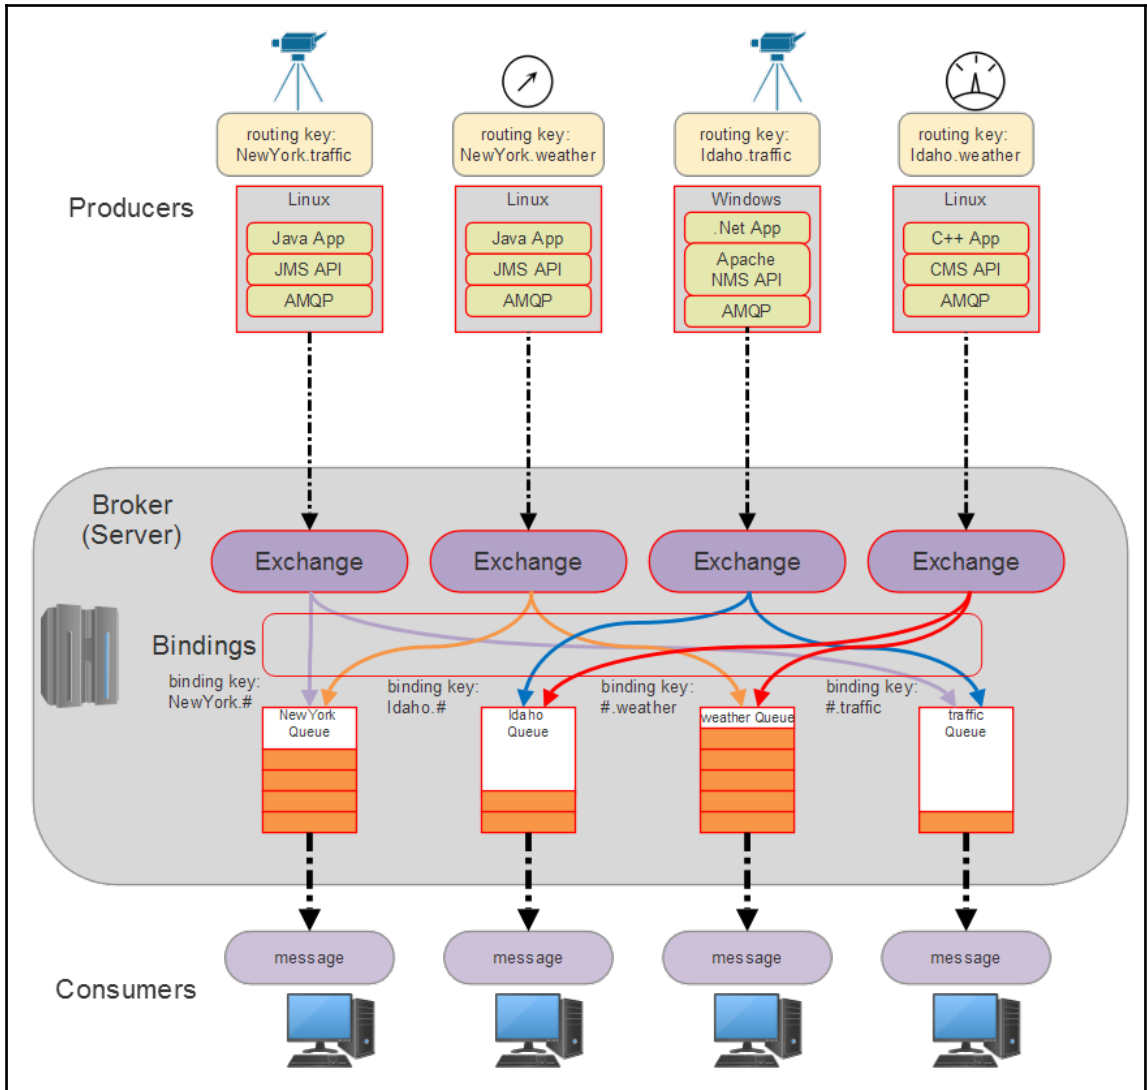 routing key:
NewYork.traffic
routing key:
NewYork.weather
routing key:
Idaho.traffic
routing key:
Idaho.weather
Producers
Linux
Java App
JMS API
AMQP
Linux
Java App
JMS API
AMQP
Windows
.Net App
Apache
NMS API
AMQP
Linux
C++ App
CMS API
AMQP
Broker
(Server)
Exchange
Exchange
Exchange
Exchange
Bindings
binding key:
NewYork.#
binding key:
Idaho.#
binding key:
#.weather
binding key:
#.traffic
NewYork
Queue
Idaho
Queue
weather Queue
traffic
Queue
message
message
message
message
Consumers